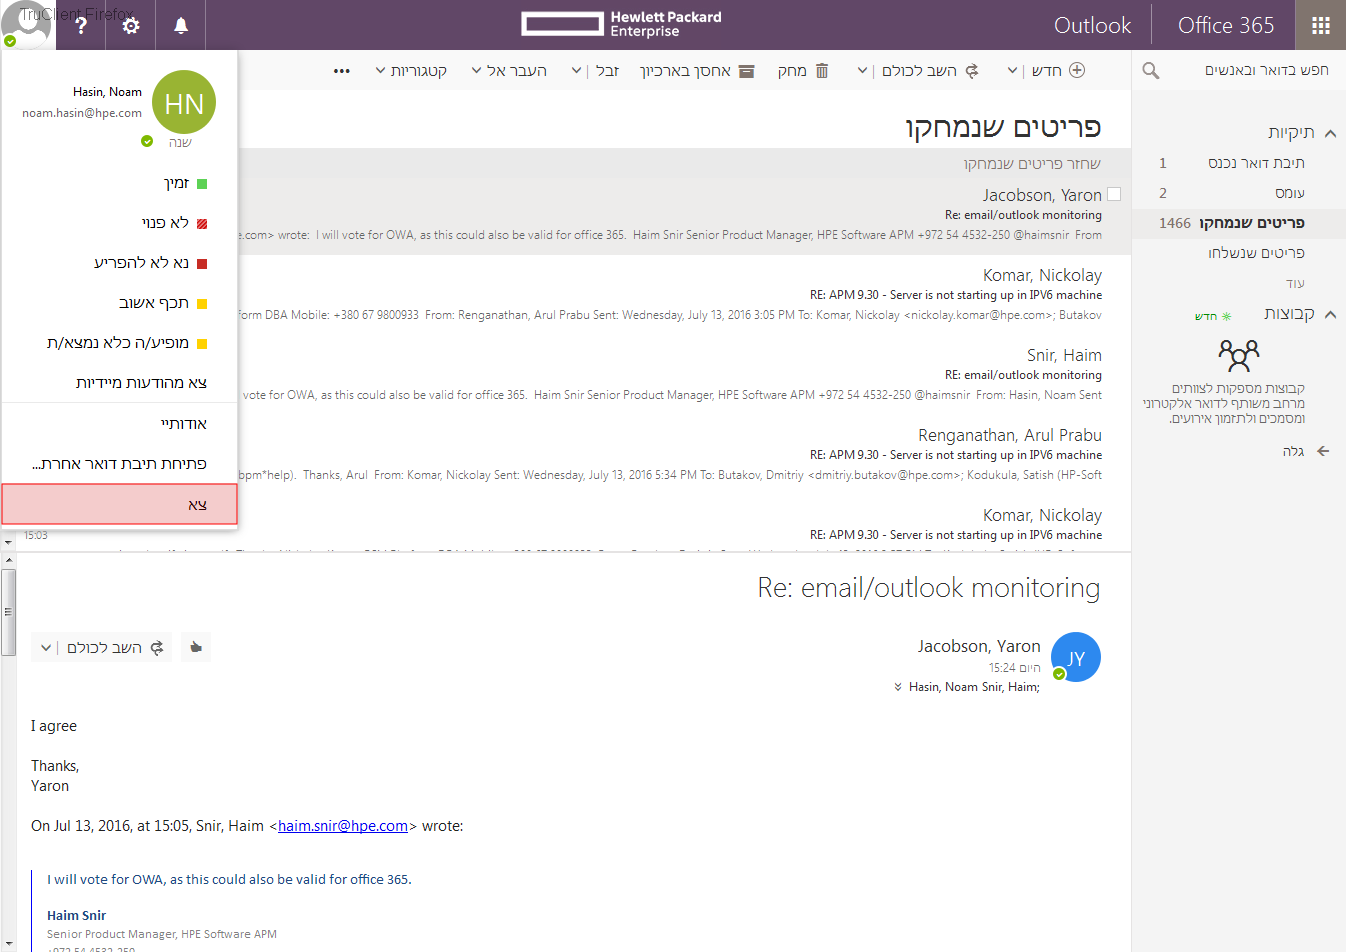 TruClient Firefox
?
Hewlett Packard
Enterprise
Outlook
Office 365
Hasin, Noam
noam.hasin@hpe.com
HN
שנה
זמין
לא פנוי
נא לא להפריע
תכף אשוב
מופיע/ה כלא נמצא/ת
צא מהודעות מיידיות
אודותיי
פתיחת תיבת דואר אחרת...
צא
חדש
השב לכולם
מחק
אחסן בארכיון
זבל
העבר אל
קטגוריות
•••
פריטים שנמחקו
שחזר פריטים שנמחקו
Jacobson, Yaron
Re: email/outlook monitoring
e.com> wrote:  I will vote for OWA, as this could also be valid for office 365.  Haim Snir Senior Product Manager, HPE Software APM +972 54 4532-250 @haimsnir  From
Komar, Nickolay
RE: APM 9.30 - Server is not starting up in IPV6 machine
form DBA Mobile: +380 67 9800933  From: Renganathan, Arul Prabu Sent: Wednesday, July 13, 2016 3:05 PM To: Komar, Nickolay <nickolay.komar@hpe.com>; Butakov
Snir, Haim
RE: email/outlook monitoring
vote for OWA, as this could also be valid for office 365.  Haim Snir Senior Product Manager, HPE Software APM +972 54 4532-250 @haimsnir  From: Hasin, Noam Sent
Renganathan, Arul Prabu
RE: APM 9.30 - Server is not starting up in IPV6 machine
bpm*help).  Thanks, Arul  From: Komar, Nickolay Sent: Wednesday, July 13, 2016 5:34 PM To: Butakov, Dmitriy <dmitriy.butakov@hpe.com>; Kodukula, Satish (HP-Soft
Komar, Nickolay
RE: APM 9.30 - Server is not starting up in IPV6 machine
15:03
חפש בדואר ובאנשים
תיקיות
תיבת דואר נכנס 1
עומס 2
פריטים שנמחקו 1466
פריטים שנשלחו
עוד
קבוצות
חדש
קבוצות מספקות לצוותים
מרחב משותף לדואר אלקטרוני
ומסמכים ולתזמון אירועים.
גלה
Re: email/outlook monitoring
השב לכולם
Jacobson, Yaron
JY
היום 15:24
Hasin, Noam Snir, Haim;
I agree
Thanks,
Yaron
On Jul 13, 2016, at 15:05, Snir, Haim <haim.snir@hpe.com> wrote:
I will vote for OWA, as this could also be valid for office 365.
Haim Snir
Senior Product Manager, HPE Software APM
+972 54 4532-250